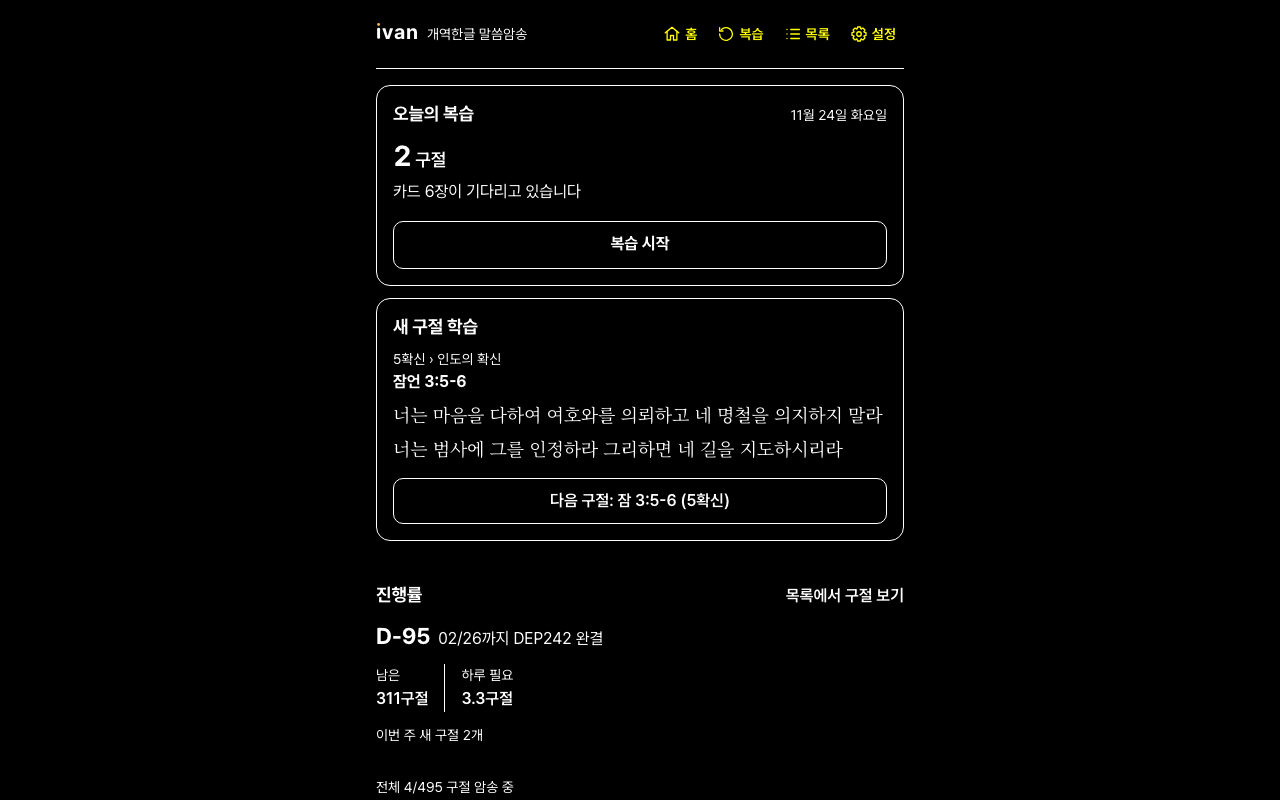 ivan 개역한글 말씀암송
홈 복습 목록 설정
오늘의 복습 11월 24일 화요일
2 구절
카드 6장이 기다리고 있습니다
복습 시작
새 구절 학습
5확신 › 인도의 확신
잠언 3:5-6
너는 마음을 다하여 여호와를 의뢰하고 네 명철을 의지하지 말라
너는 범사에 그를 인정하라 그리하면 네 길을 지도하시리라
다음 구절: 잠 3:5-6 (5확신)
진행률 목록에서 구절 보기
D-95 02/26까지 DEP242 완결
남은 하루 필요
311구절 3.3구절
이번 주 새 구절 2개
전체 4/495 구절 암송 중